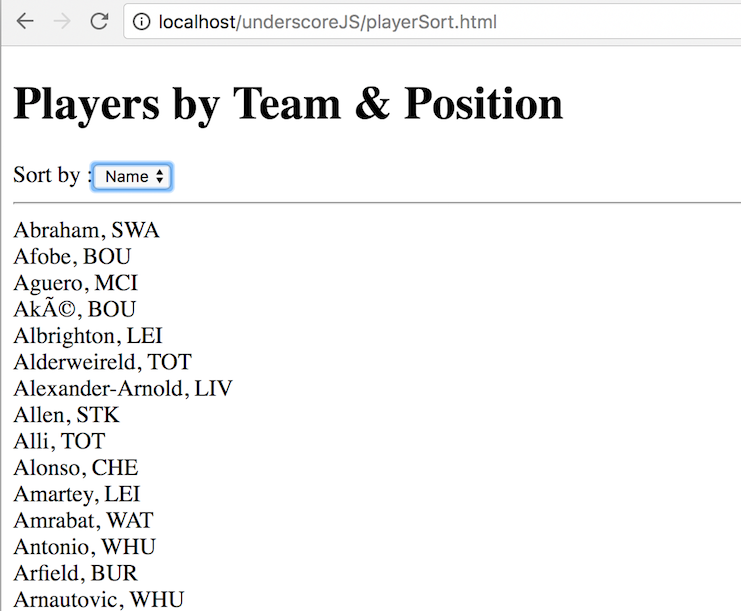 localhost/underscoreJS/playerSort.html
Players by Team & Position
Sort by : Name
Abraham, SWA
Afobe, BOU
Aguero, MCI
AkÃ©, BOU
Albrighton, LEI
Alderweireld, TOT
Alexander-Arnold, LIV
Allen, STK
Alli, TOT
Alonso, CHE
Amartey, LEI
Amrabat, WAT
Antonio, WHU
Arfield, BUR
Arnautovic, WHU